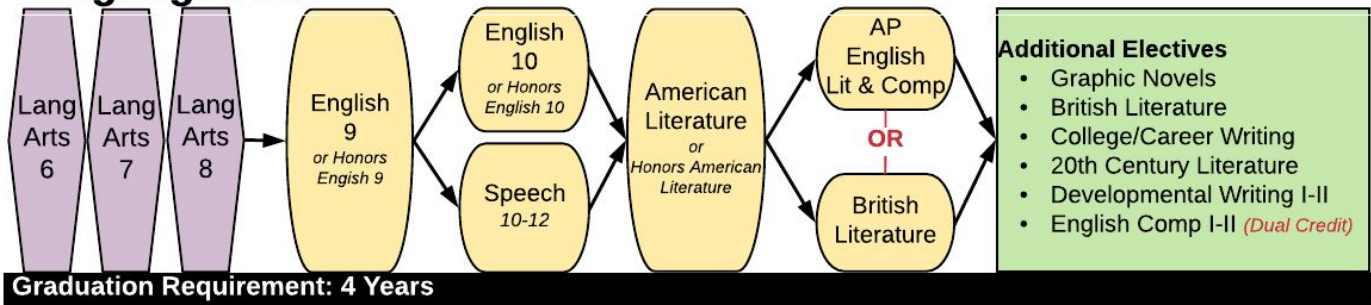 Lang
Arts
6
Lang
Arts
7
Lang
Arts
8
English
9
or Honors
Engish 9
English
10
or Honors
English 10
Speech
10-12
American
Literature
or
Honors American
Literature
AP
English
Lit & Comp
OR
British
Literature
Additional Electives
• Graphic Novels
• British Literature
• College/Career Writing
• 20th Century Literature
• Developmental Writing I-II
• English Comp I-II (Dual Credit)
Graduation Requirement: 4 Years